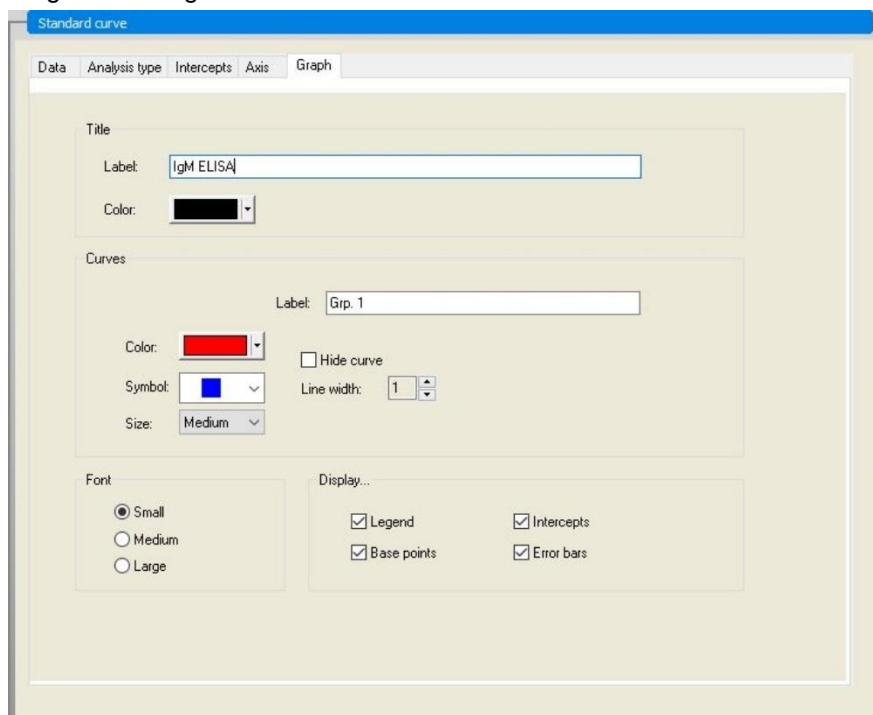 Standard curve
Data Analysis type Intercepts Axis Graph
Title
Label: IgM ELISA
Color:
Curves
Label: Grp. 1
Color:
Hide curve
Symbol:
Line width: 1
Size: Medium
Font
Small
Medium
Large
Display...
Legend Intercepts
Base points Error bars